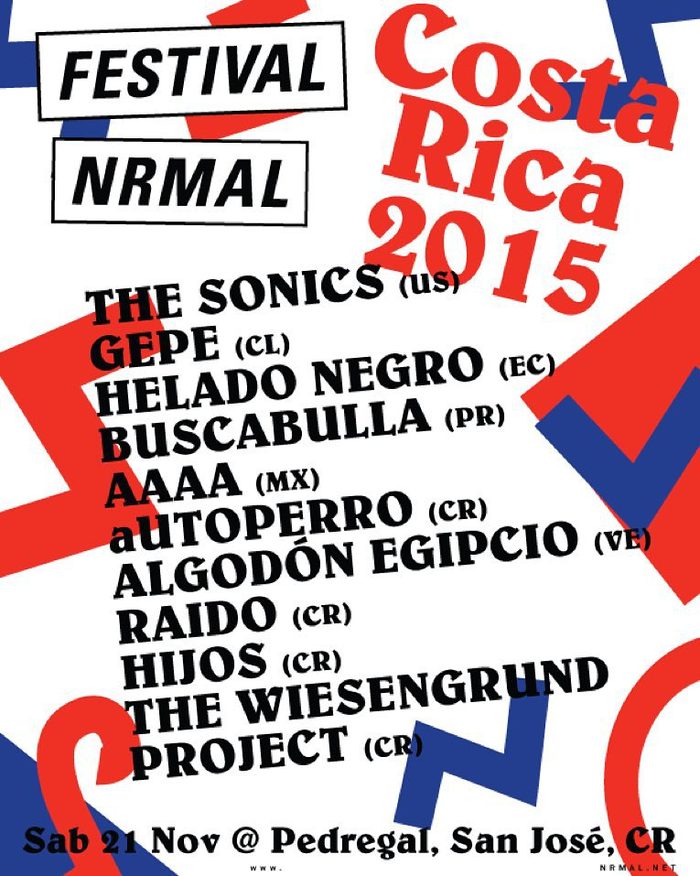 FESTIVAL
NRMAL
Costa
Rica
2015
THE SONICS (US)
GEPE (CL)
HELADO NEGRO (EC)
BUSCABULLA (PR)
AAAA (MX)
aUTOPERRO (CR)
ALGODÓN EGIPCIO (VE)
RAIDO (CR)
HIJOS (CR)
THE WIESENGRUND
PROJECT (CR)
Sab 21 Nov @ Pedregal, San José, CR
www. NRMAL.NET